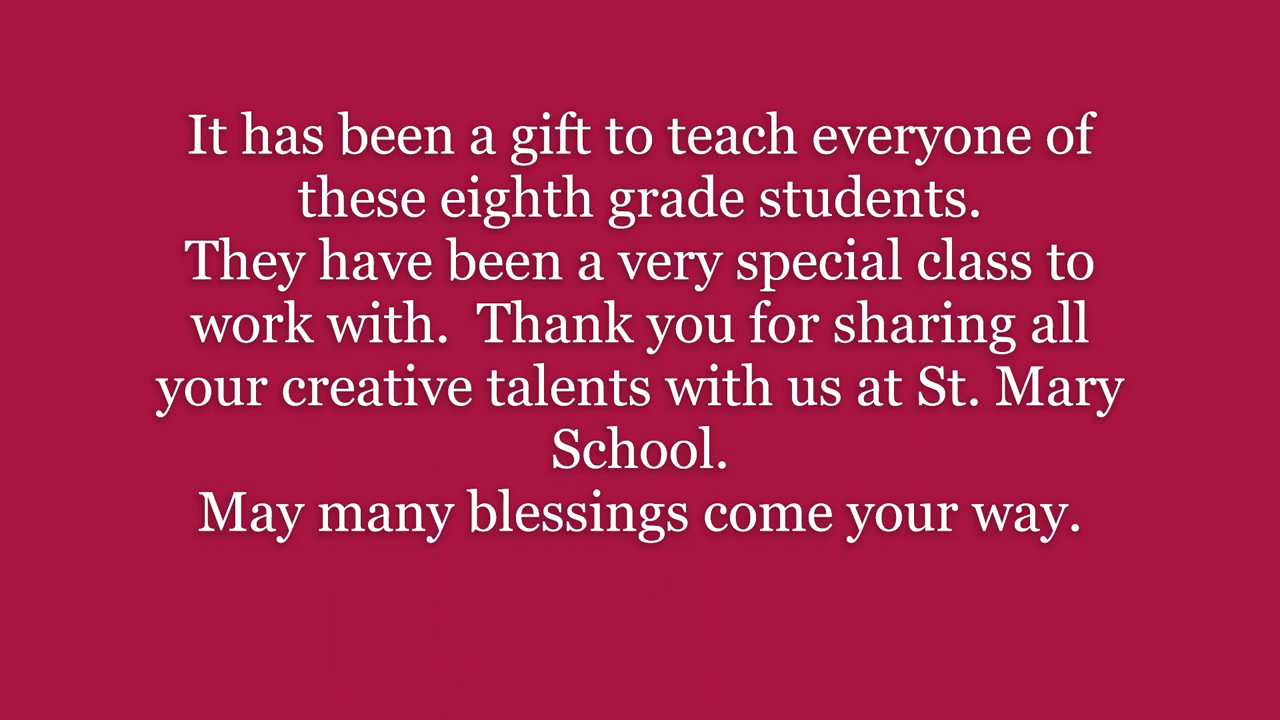 It has been a gift to teach everyone of
these eighth grade students.
They have been a very special class to
work with.  Thank you for sharing all
your creative talents with us at St. Mary
School.
May many blessings come your way.